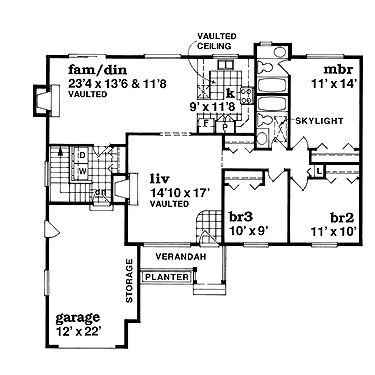 VAULTED
CEILING
fam/din
23'4 x 13'6 & 11'8
VAULTED
k
9' x 11'8
mbr
11' x 14'
SKYLIGHT
F
P
D
W
dn
L
liv
14'10 x 17'
VAULTED
br3
10' x 9'
br2
11' x 10'
VERANDAH
PLANTER
STORAGE
garage
12' x 22'